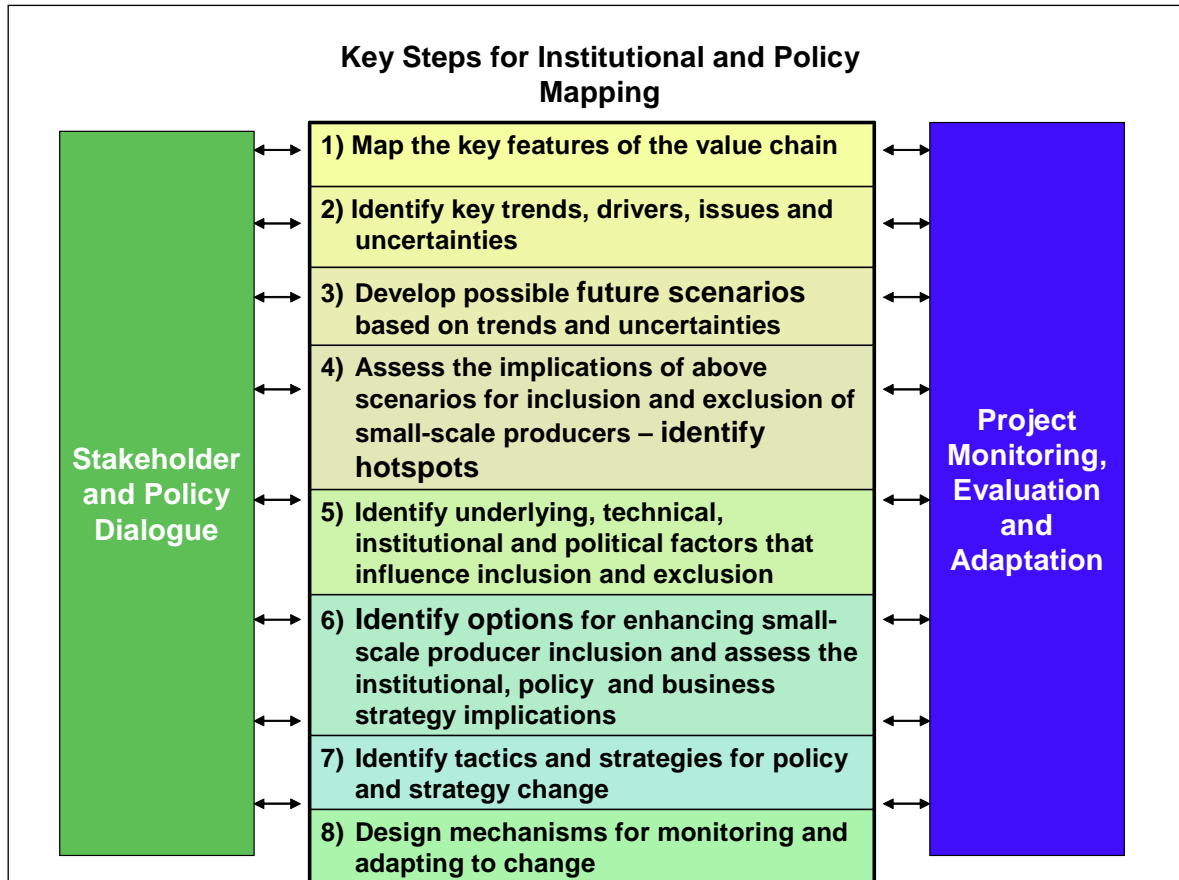 Key Steps for Institutional and Policy
Mapping
Stakeholder
and Policy
Dialogue
1) Map the key features of the value chain
2) Identify key trends, drivers, issues and
uncertainties
3) Develop possible future scenarios
based on trends and uncertainties
4) Assess the implications of above
scenarios for inclusion and exclusion of
small-scale producers – identify
hotspots
5) Identify underlying, technical,
institutional and political factors that
influence inclusion and exclusion
6) Identify options for enhancing small-
scale producer inclusion and assess the
institutional, policy and business
strategy implications
7) Identify tactics and strategies for policy
and strategy change
8) Design mechanisms for monitoring and
adapting to change
Project
Monitoring,
Evaluation
and
Adaptation